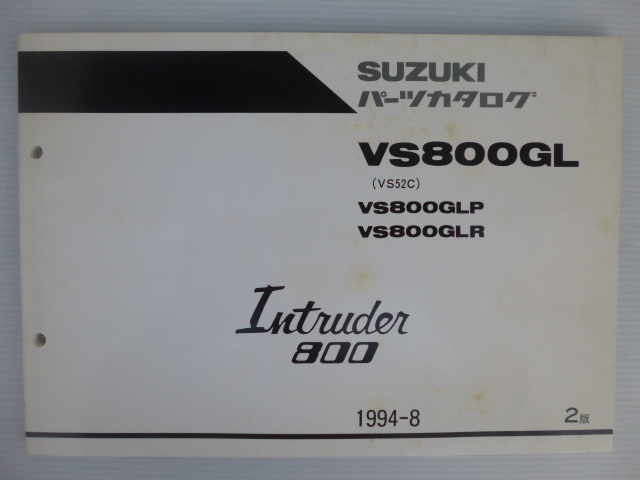 SUZUKI
パーツカタログ
VS800GL
(VS52C)
VS800GLP
VS800GLR
Intruder
800
1994-8
2版